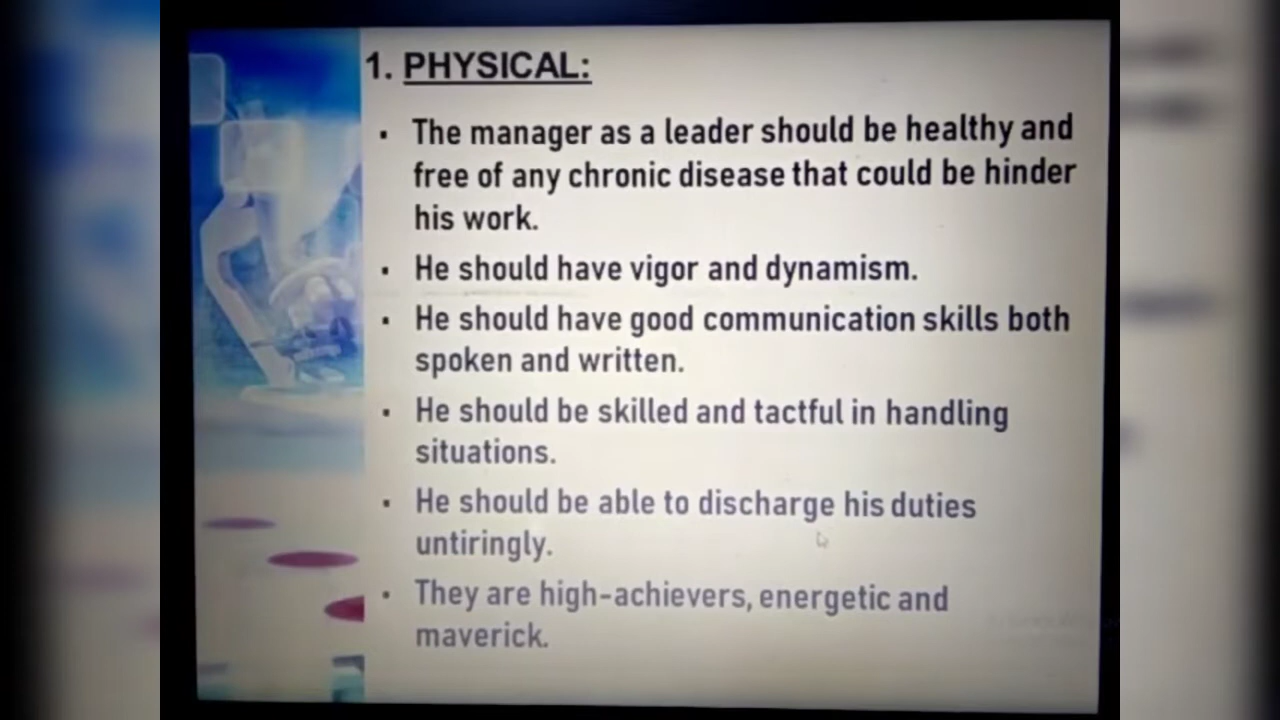 1. PHYSICAL:
▪ The manager as a leader should be healthy and
free of any chronic disease that could be hinder
his work.
▪ He should have vigor and dynamism.
▪ He should have good communication skills both
spoken and written.
▪ He should be skilled and tactful in handling
situations.
▪ He should be able to discharge his duties
untiringly.
▪ They are high-achievers, energetic and
maverick.